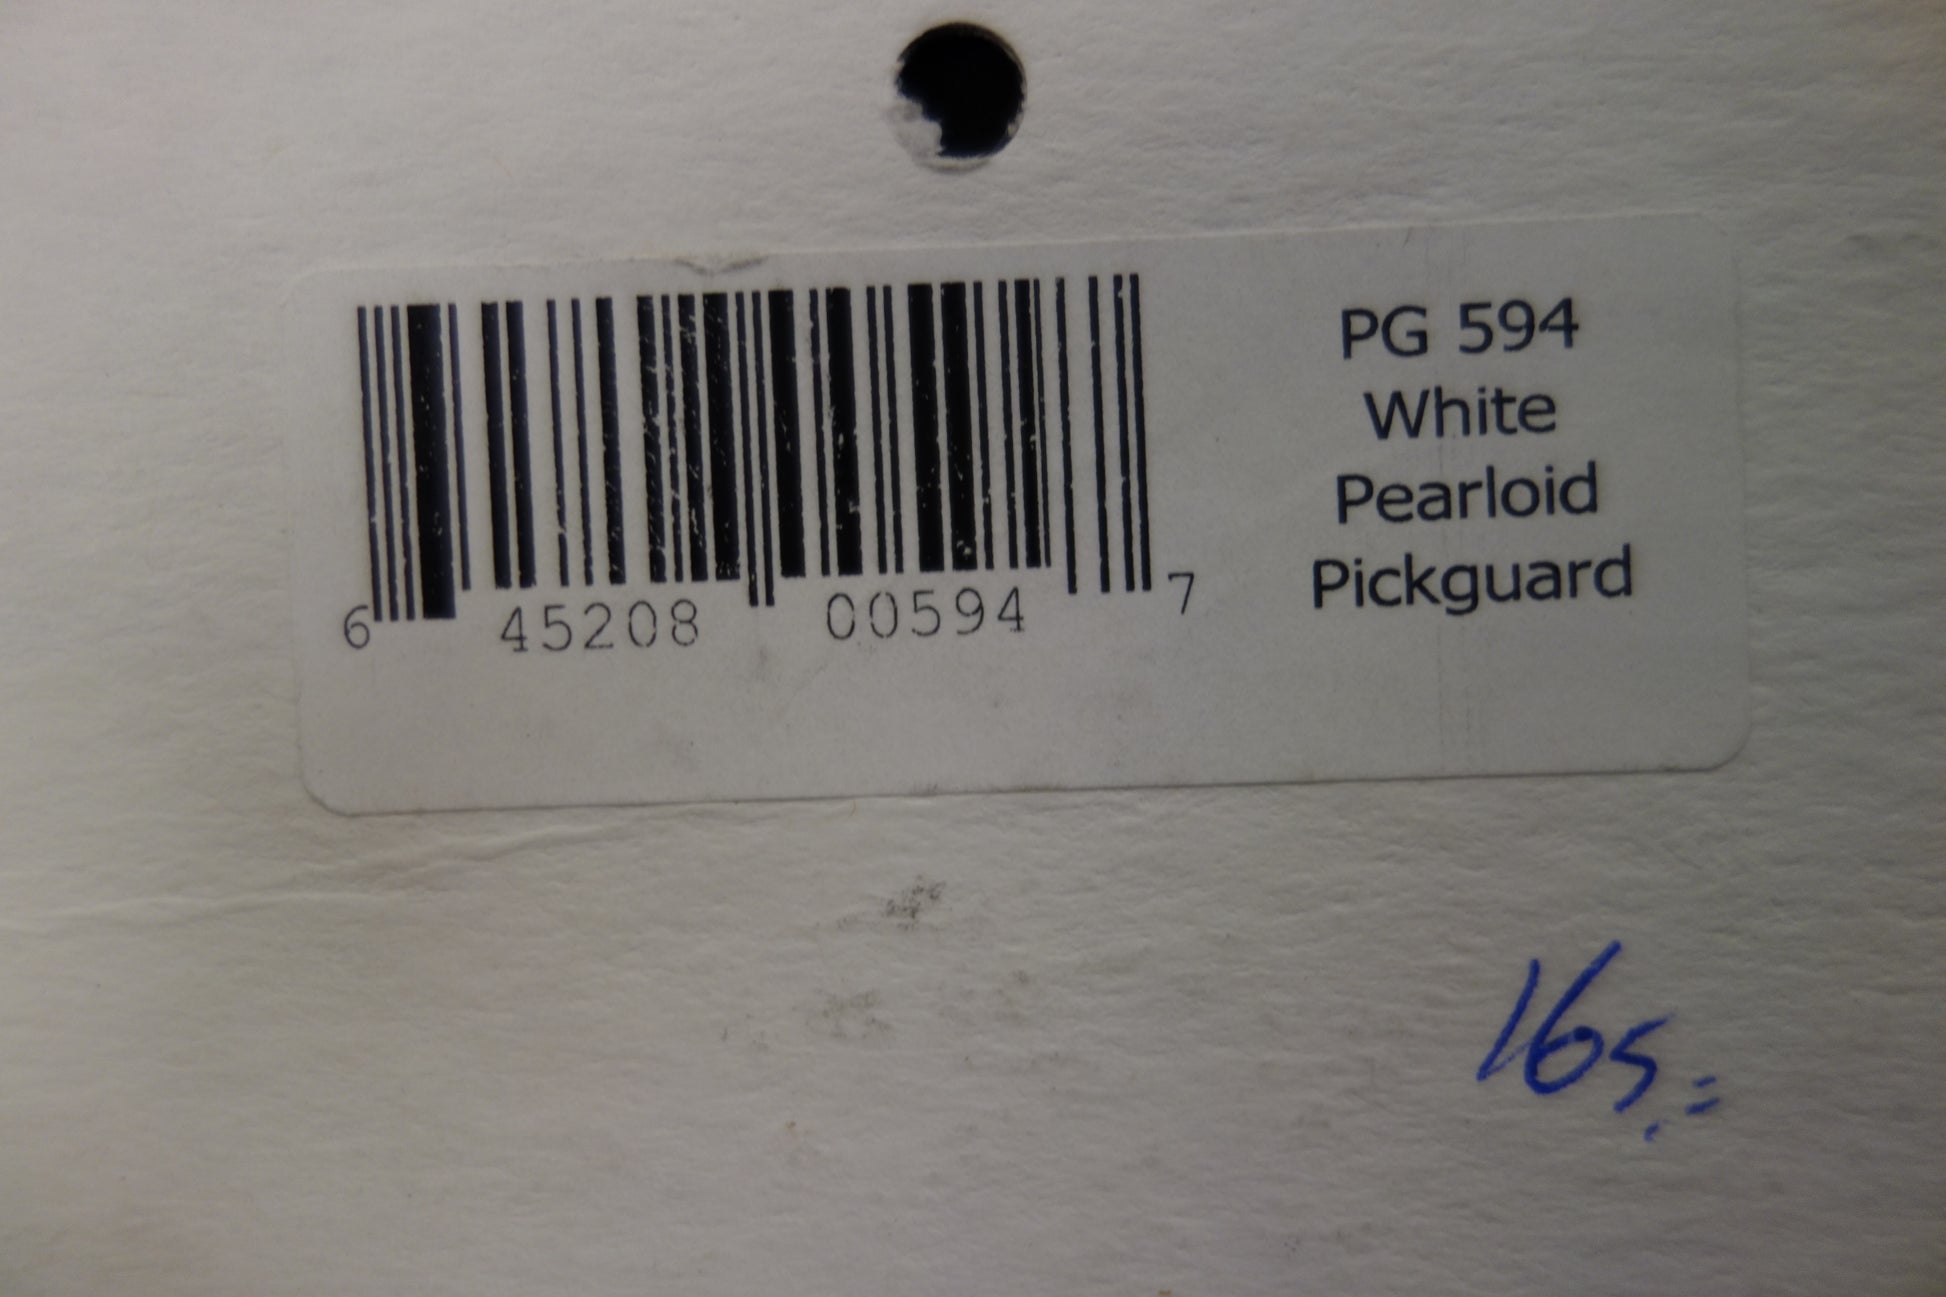 PG 594
White
Pearloid
Pickguard
6 45208 00594 7
165.=